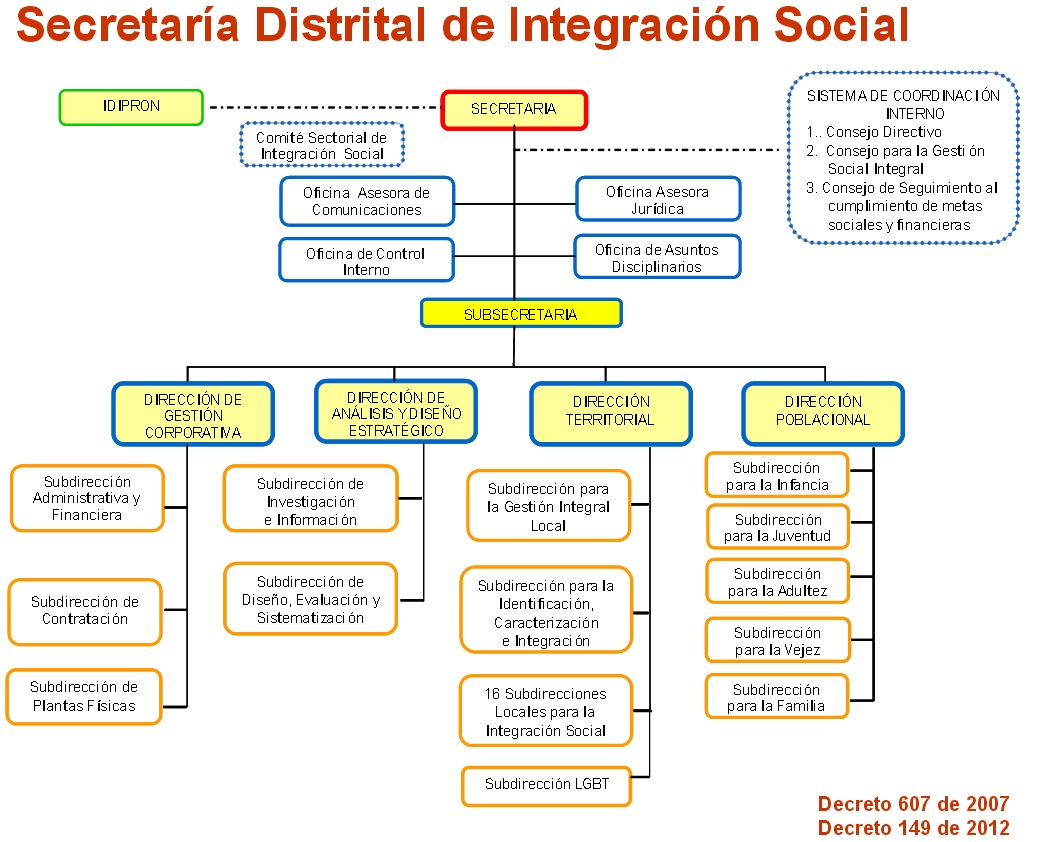 Secretaría Distrital de Integración Social
IDIPRON
SECRETARIA
Comité Sectorial de
Integración Social
SISTEMA DE COORDINACIÓN
INTERNO
1.. Consejo Directivo
2. Consejo para la Gestión
Social Integral
3. Consejo de Seguimiento al
cumplimiento de metas
sociales y financieras
Oficina Asesora de
Comunicaciones
Oficina Asesora
Jurídica
Oficina de Control
Interno
Oficina de Asuntos
Disciplinarios
SUBSECRETARIA
DIRECCIÓN DE
GESTIÓN
CORPORATIVA
DIRECCIÓN DE
ANÁLISIS Y DISEÑO
ESTRATÉGICO
DIRECCIÓN
TERRITORIAL
DIRECCIÓN
POBLACIONAL
Subdirección
Administrativa y
Financiera
Subdirección de
Contratación
Subdirección de
Plantas Físicas
Subdirección de
Investigación
e Información
Subdirección de
Diseño, Evaluación y
Sistematización
Subdirección para
la Gestión Integral
Local
Subdirección para la
Identificación,
Caracterización
e Integración
16 Subdirecciones
Locales para la
Integración Social
Subdirección LGBT
Subdirección
para la Infancia
Subdirección
para la Juventud
Subdirección
para la Adultez
Subdirección
para la Vejez
Subdirección
para la Familia
Decreto 607 de 2007
Decreto 149 de 2012